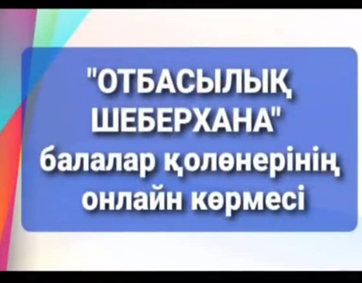 "ОТБАСЫЛЫҚ
ШЕБЕРХАНА"
балалар қолөнерінің
онлайн көрмесі